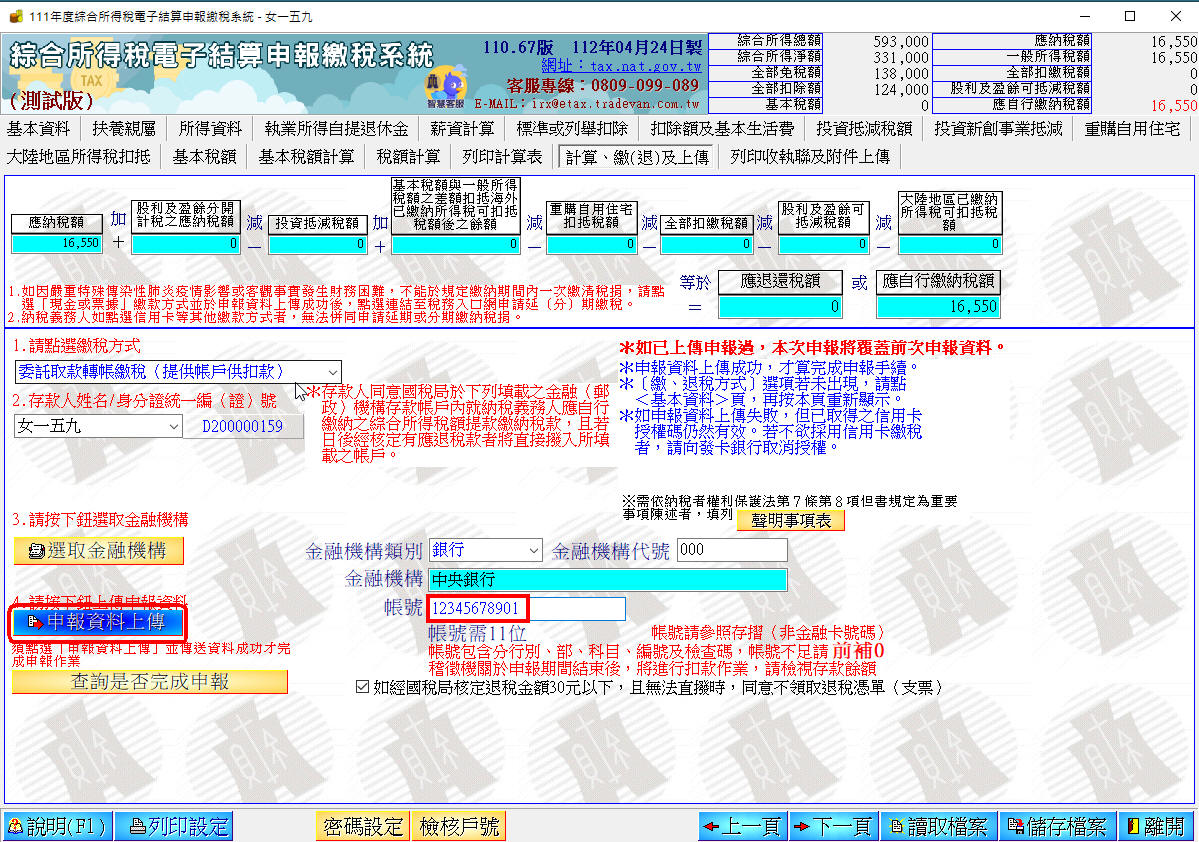 111年度綜合所得稅電子結算申報繳稅系統 - 女一五九
綜合所得稅電子結算申報繳稅系統
TAX
(測試版)
智慧客服
110.67版 112年04月24日製
網址：tax.nat.gov.tw
客服專線：0809-099-089
E-MAIL：irx@etax.tradevan.com.tw
綜合所得總額 593,000 應納稅額 16,550
綜合所得淨額 331,000 一般所得稅額 16,550
全部免稅額 138,000 全部扣繳稅額 0
全部扣除額 124,000 股利及盈餘可抵減稅額 0
基本稅額 0 應自行繳納稅額 16,550
基本資料 扶養親屬 所得資料 執業所得自提退休金 薪資計算 標準或列舉扣除 扣除額及基本生活費 投資抵減稅額 投資新創事業抵減 重購自用住宅
大陸地區所得稅扣抵 基本稅額 基本稅額計算 稅額計算 列印計算表 計算、繳(退)及上傳 列印收執聯及附件上傳
應納稅額
16,550
加
＋
股利及盈餘分開
計稅之應納稅額
0
減
－
投資抵減稅額
0
加
＋
基本稅額與一般所得
稅額之差額扣抵海外
已繳納所得稅可扣抵
稅額後之餘額
0
減
－
重購自用住宅
扣抵稅額
0
減
－
全部扣繳稅額
0
減
－
股利及盈餘可
抵減稅額
0
減
－
大陸地區已繳納
所得稅可扣抵稅
額
0
1.如因嚴重特殊傳染性肺炎疫情影響或客觀事實發生財務困難，不能於規定繳納期間內一次繳清稅捐，請點
選「現金或票據」繳款方式並於申報資料上傳成功後，點選連結至稅務入口網申請延（分）期繳稅。
2.納稅義務人如點選信用卡等其他繳款方式者，無法併同申請延期或分期繳納稅捐。
等於
＝
應退還稅額
0
或
應自行繳納稅額
16,550
1.請點選繳稅方式
委託取款轉帳繳稅（提供帳戶供扣款）
2.存款人姓名/身分證統一編（證）號
女一五九 D200000159
※存款人同意國稅局於下列填載之金融（郵
政）機構存款帳戶內就納稅義務人應自行
繳納之綜合所得稅額提款繳納稅款，且若
日後經核定有應退稅款者將直接撥入所填
載之帳戶。
＊如已上傳申報過，本次申報將覆蓋前次申報資料。
＊申報資料上傳成功，才算完成申報手續。
＊〔繳、退稅方式〕選項若未出現，請點
＜基本資料＞頁，再按本頁重新顯示。
＊如申報資料上傳失敗，但已取得之信用卡
授權碼仍然有效。若不欲採用信用卡繳稅
者，請向發卡銀行取消授權。
※需依納稅者權利保護法第７條第８項但書規定為重要
事項陳述者，填列 聲明事項表
3.請按下鈕選取金融機構
選取金融機構
金融機構類別 銀行 金融機構代號 000
金融機構 中央銀行
4.請按下鈕上傳申報資料
申報資料上傳
帳號 12345678901
帳號需11位 帳號請參照存摺（非金融卡號碼）
帳號包含分行別、部、科目、編號及檢查碼，帳號不足請 前補0
稽徵機關於申報期間結束後，將進行扣款作業，請檢視存款餘額
須點選「申報資料上傳」並傳送資料成功才完
成申報作業
查詢是否完成申報
如經國稅局核定退稅金額30元以下，且無法直撥時，同意不領取退稅憑單（支票）
說明(F1) 列印設定 密碼設定 檢核戶號 上一頁 下一頁 讀取檔案 儲存檔案 離開